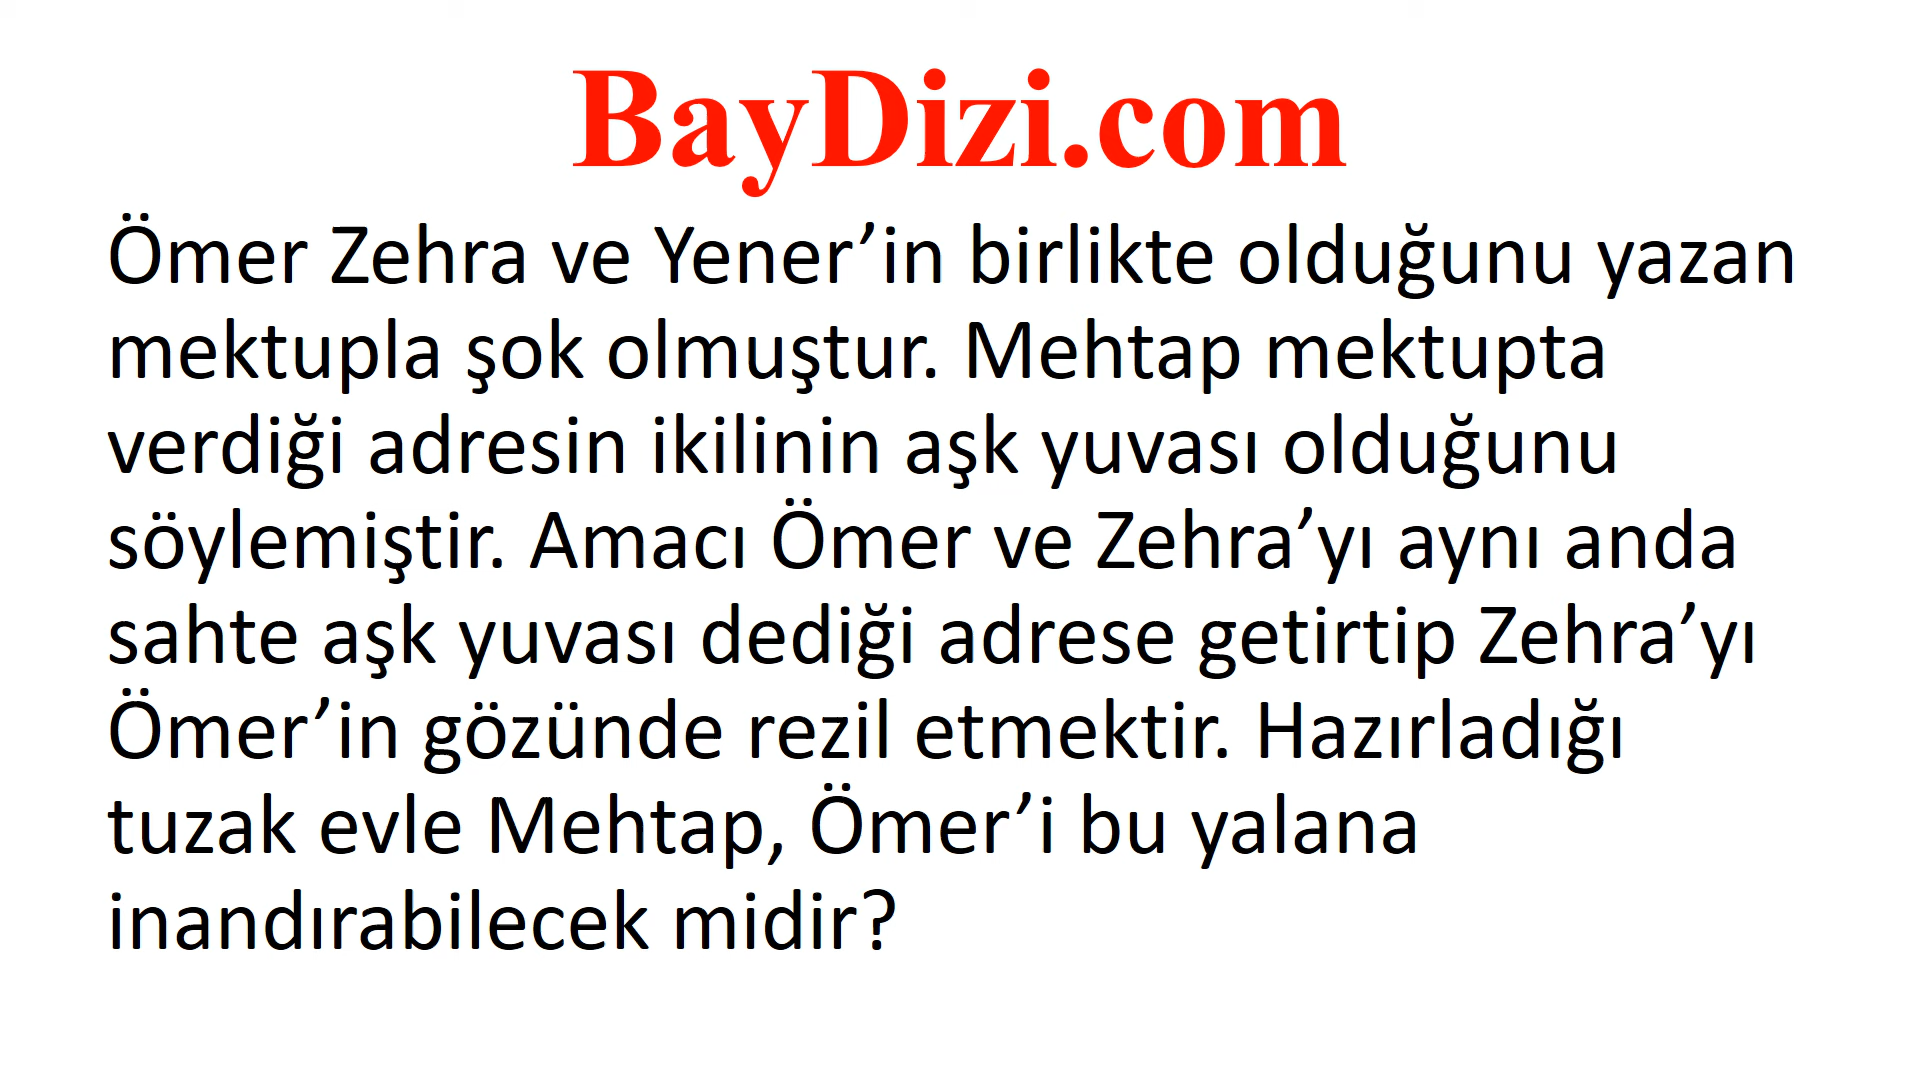 BayDizi.com
Ömer Zehra ve Yener’in birlikte olduğunu yazan
mektupla şok olmuştur. Mehtap mektupta
verdiği adresin ikilinin aşk yuvası olduğunu
söylemiştir. Amacı Ömer ve Zehra’yı aynı anda
sahte aşk yuvası dediği adrese getirtip Zehra’yı
Ömer’in gözünde rezil etmektir. Hazırladığı
tuzak evle Mehtap, Ömer’i bu yalana
inandırabilecek midir?